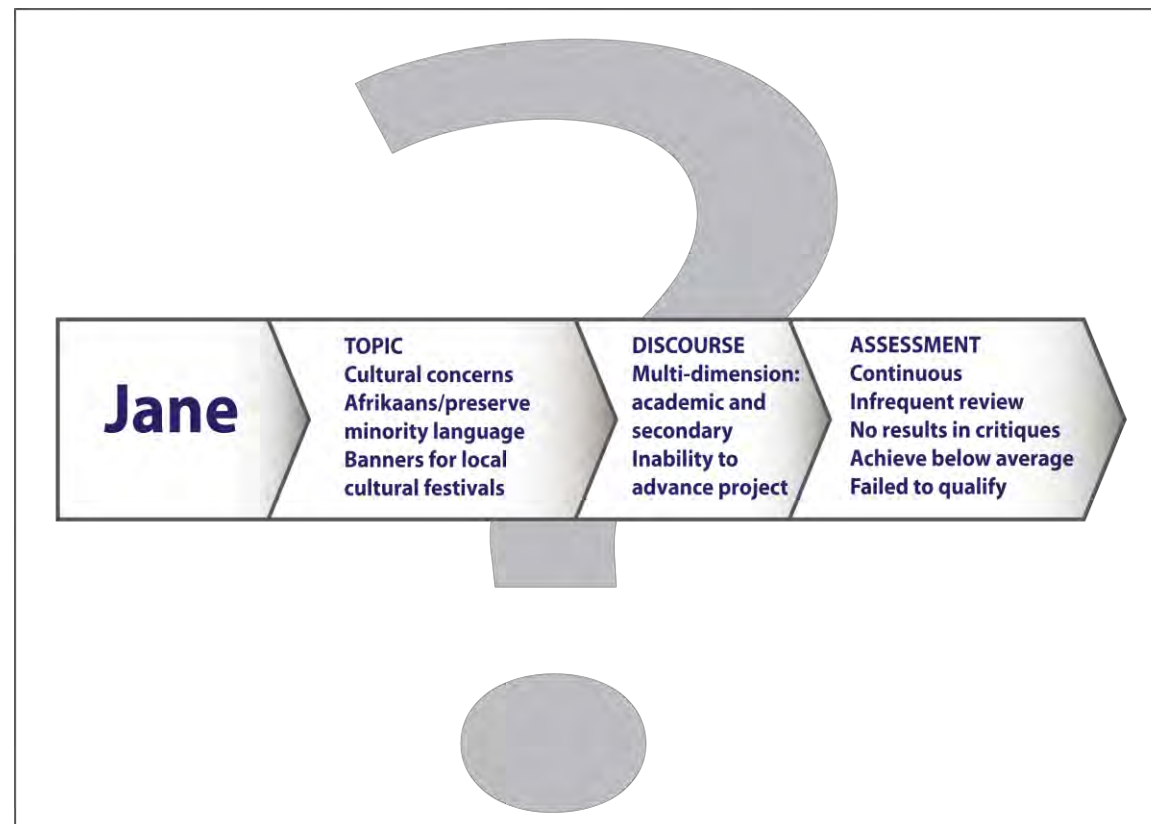 Jane
TOPIC
Cultural concerns
Afrikaans/preserve
minority language
Banners for local
cultural festivals
DISCOURSE
Multi-dimension:
academic and
secondary
Inability to
advance project
ASSESSMENT
Continuous
Infrequent review
No results in critiques
Achieve below average
Failed to qualify
?